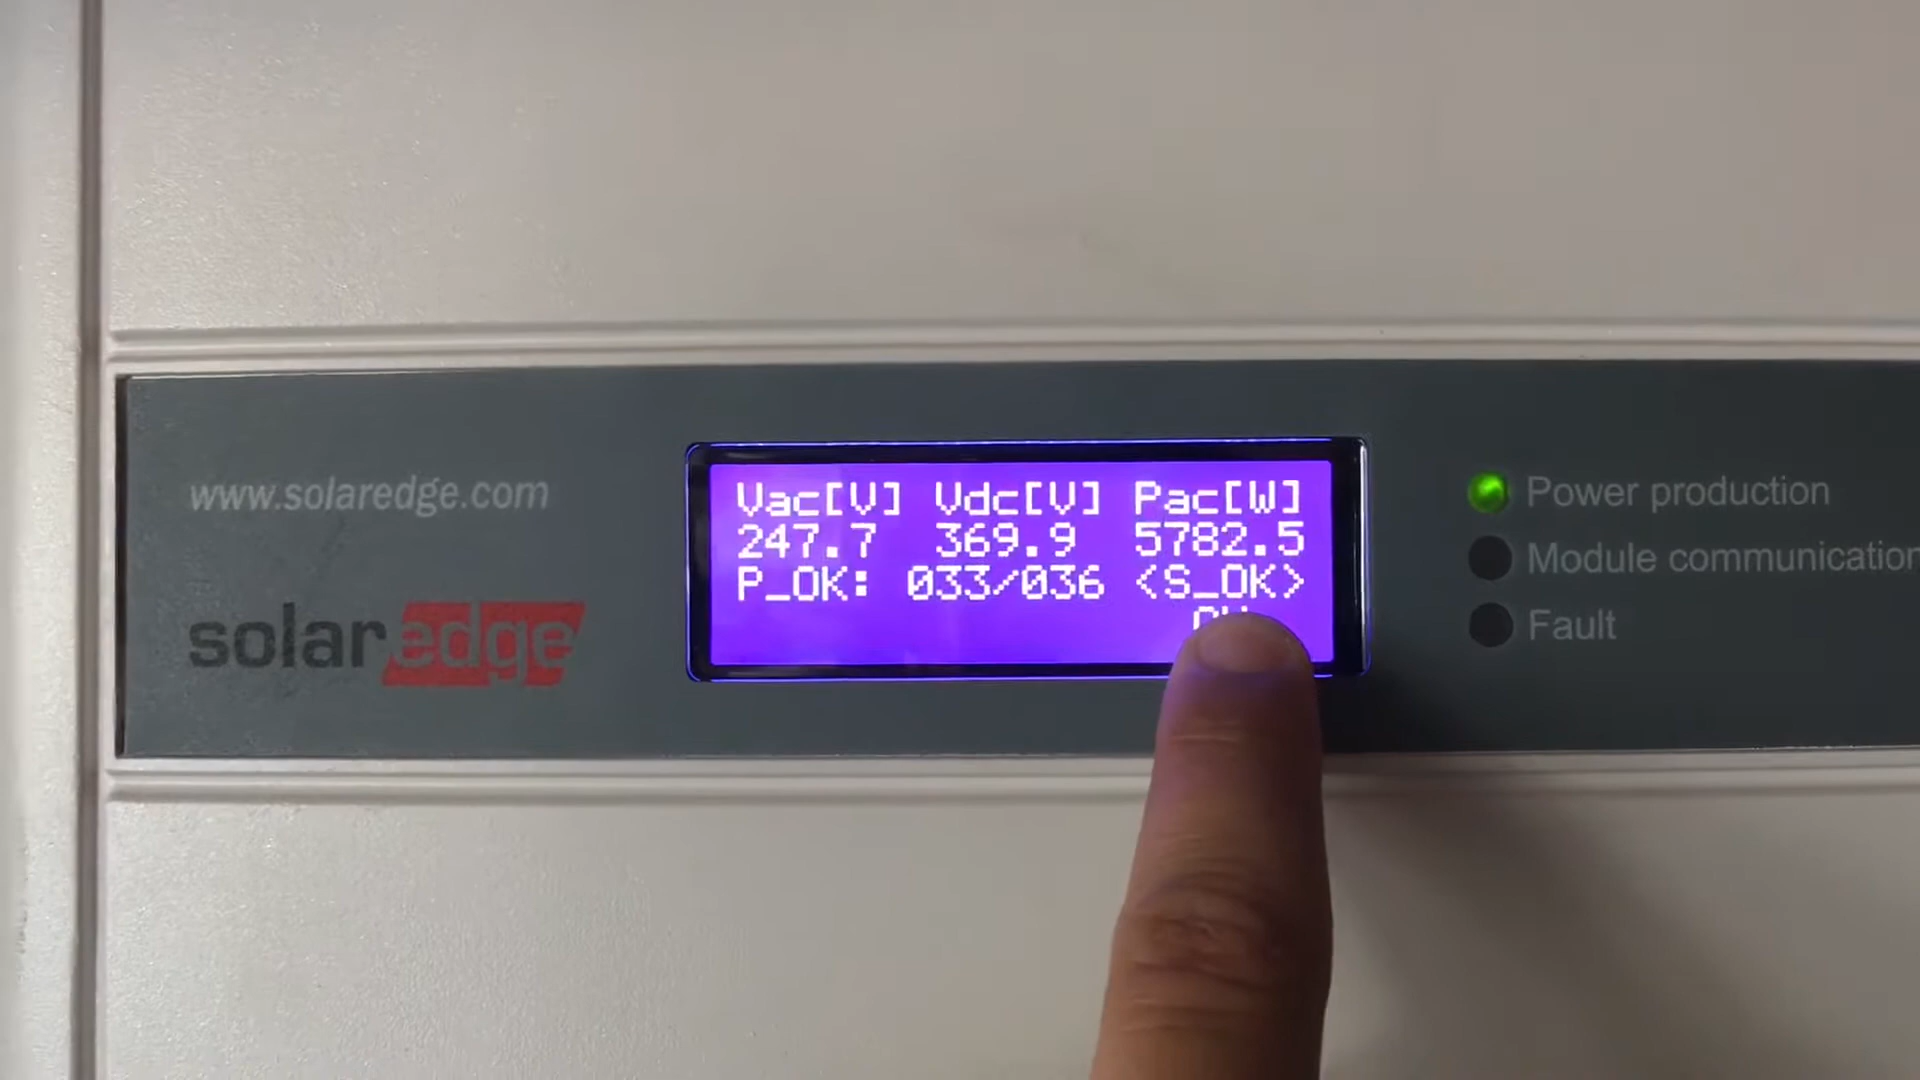 www.solaredge.com
solaredge
Vac[V] Vdc[V] Pac[W]
247.7 369.9 5782.5
P_OK: 033/036 <S_OK>
Power production
Module communication
Fault